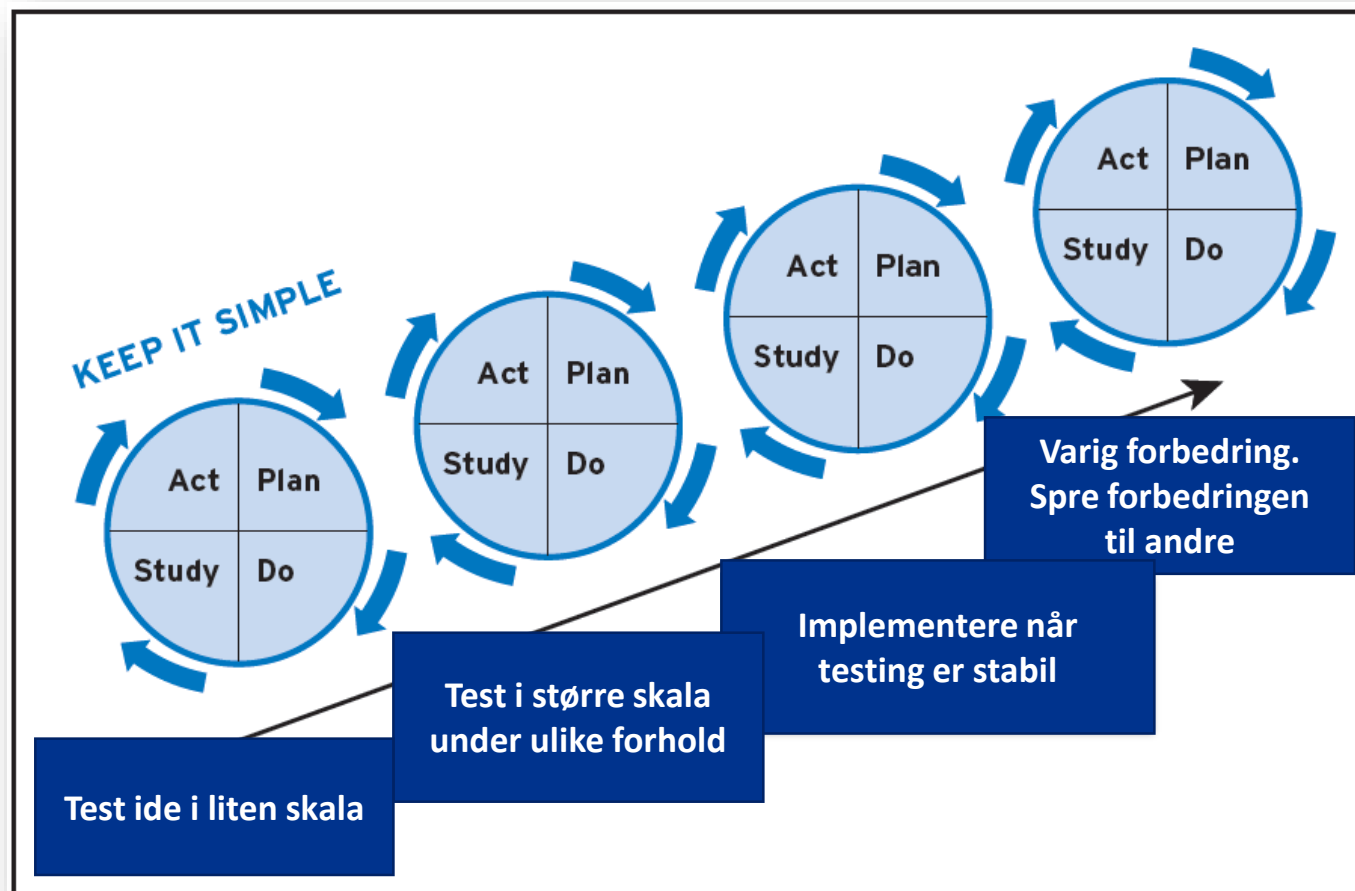 KEEP IT SIMPLE
Act Plan
Study Do
Act Plan
Study Do
Act Plan
Study Do
Act Plan
Study Do
Test ide i liten skala
Test i større skala
under ulike forhold
Implementere når
testing er stabil
Varig forbedring.
Spre forbedringen
til andre